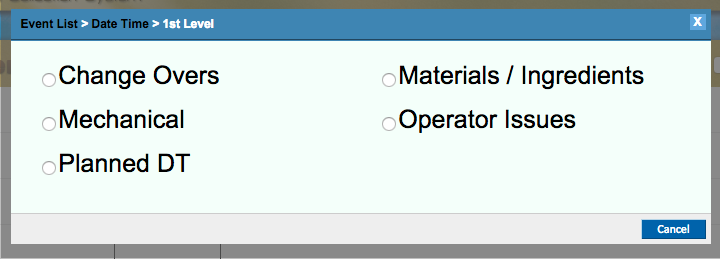 Event List > Date Time > 1st Level
X
Change Overs
Materials / Ingredients
Mechanical
Operator Issues
Planned DT
Cancel